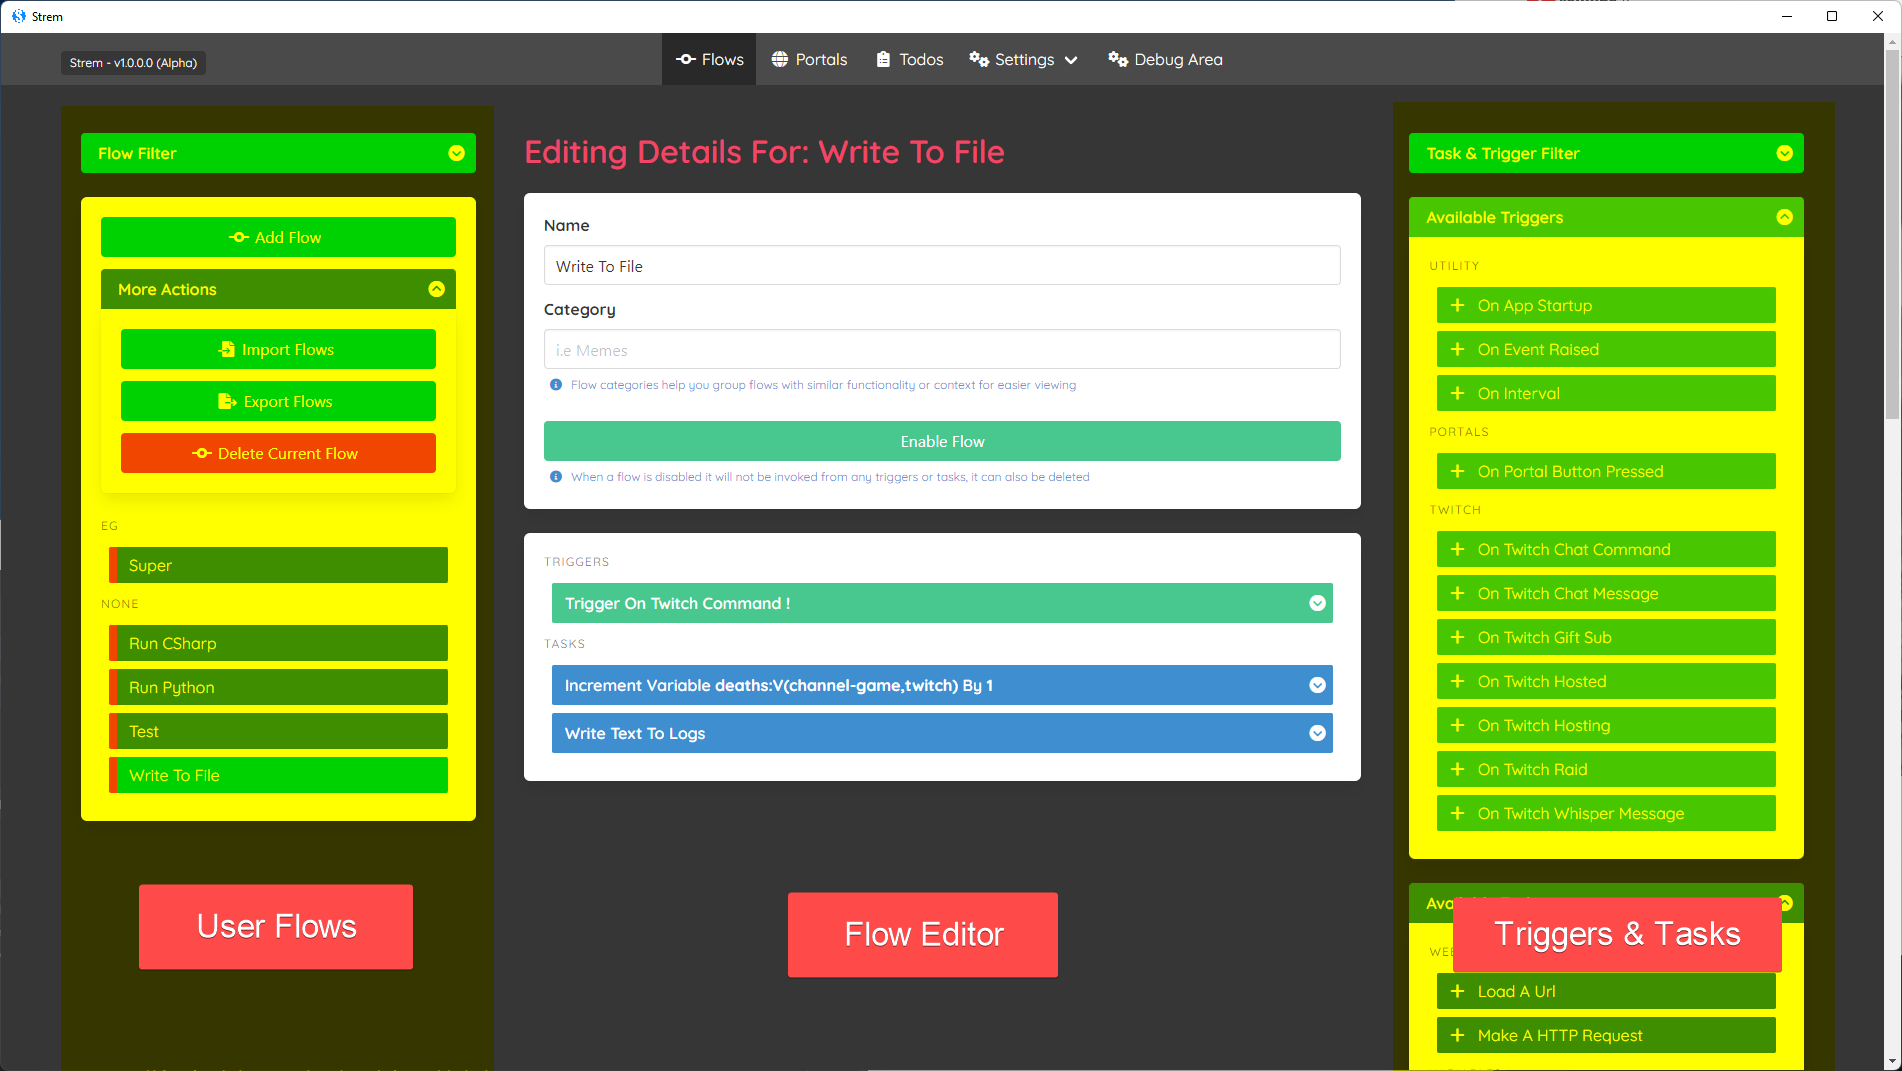 Strem
Strem - v1.0.0.0 (Alpha)
Flows
Portals
Todos
Settings
Debug Area
Flow Filter
Add Flow
More Actions
Import Flows
Export Flows
Delete Current Flow
EG
Super
NONE
Run CSharp
Run Python
Test
Write To File
User Flows
Editing Details For: Write To File
Name
Write To File
Category
i.e Memes
Flow categories help you group flows with similar functionality or context for easier viewing
Enable Flow
When a flow is disabled it will not be invoked from any triggers or tasks, it can also be deleted
TRIGGERS
Trigger On Twitch Command !
TASKS
Increment Variable deaths:V(channel-game,twitch) By 1
Write Text To Logs
Flow Editor
Task & Trigger Filter
Available Triggers
UTILITY
On App Startup
On Event Raised
On Interval
PORTALS
On Portal Button Pressed
TWITCH
On Twitch Chat Command
On Twitch Chat Message
On Twitch Gift Sub
On Twitch Hosted
On Twitch Hosting
On Twitch Raid
On Twitch Whisper Message
Triggers & Tasks
Load A Url
Make A HTTP Request